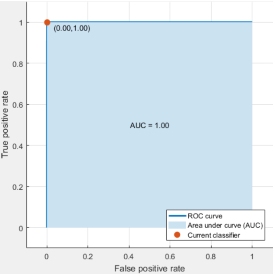 1
(0.00,1.00)
0.8
0.6
AUC = 1.00
0.4
0.2
0
True positive rate
ROC curve
Area under curve (AUC)
Current classifier
0 0.2 0.4 0.6 0.8 1
False positive rate